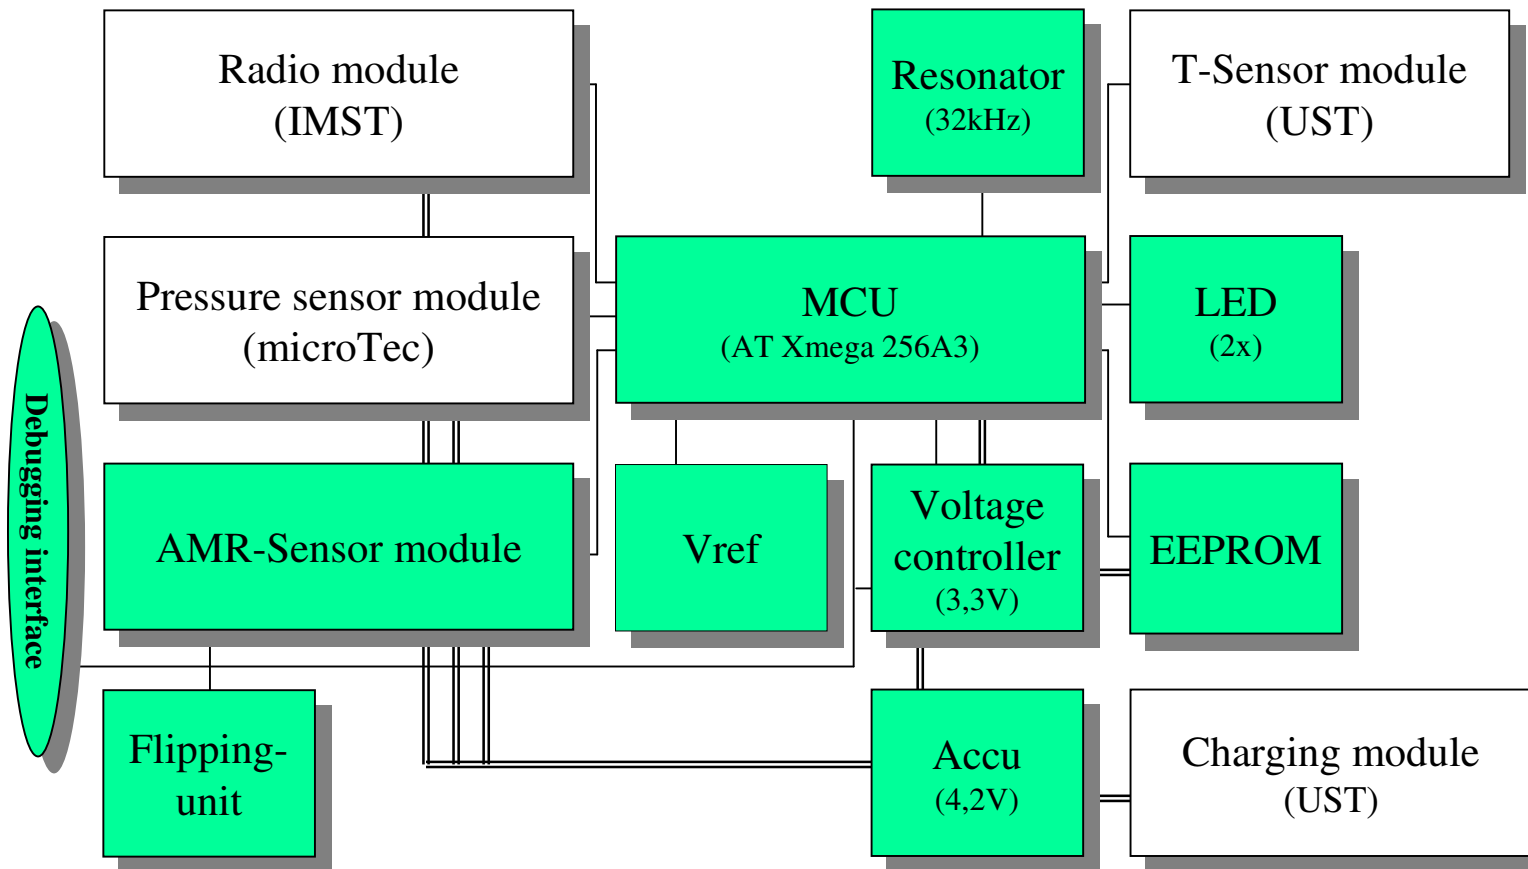 Radio module
(IMST)
Resonator
(32kHz)
T-Sensor module
(UST)
Pressure sensor module
(microTec)
MCU
(AT Xmega 256A3)
LED
(2x)
Debugging interface
AMR-Sensor module
Vref
Voltage
controller
(3,3V)
EEPROM
Flipping-
unit
Accu
(4,2V)
Charging module
(UST)